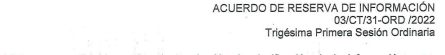 ACUERDO DE RESERVA DE INFORMACIÓN
03/CT/31-ORD /2022
Trigésima Primera Sesión Ordinaria